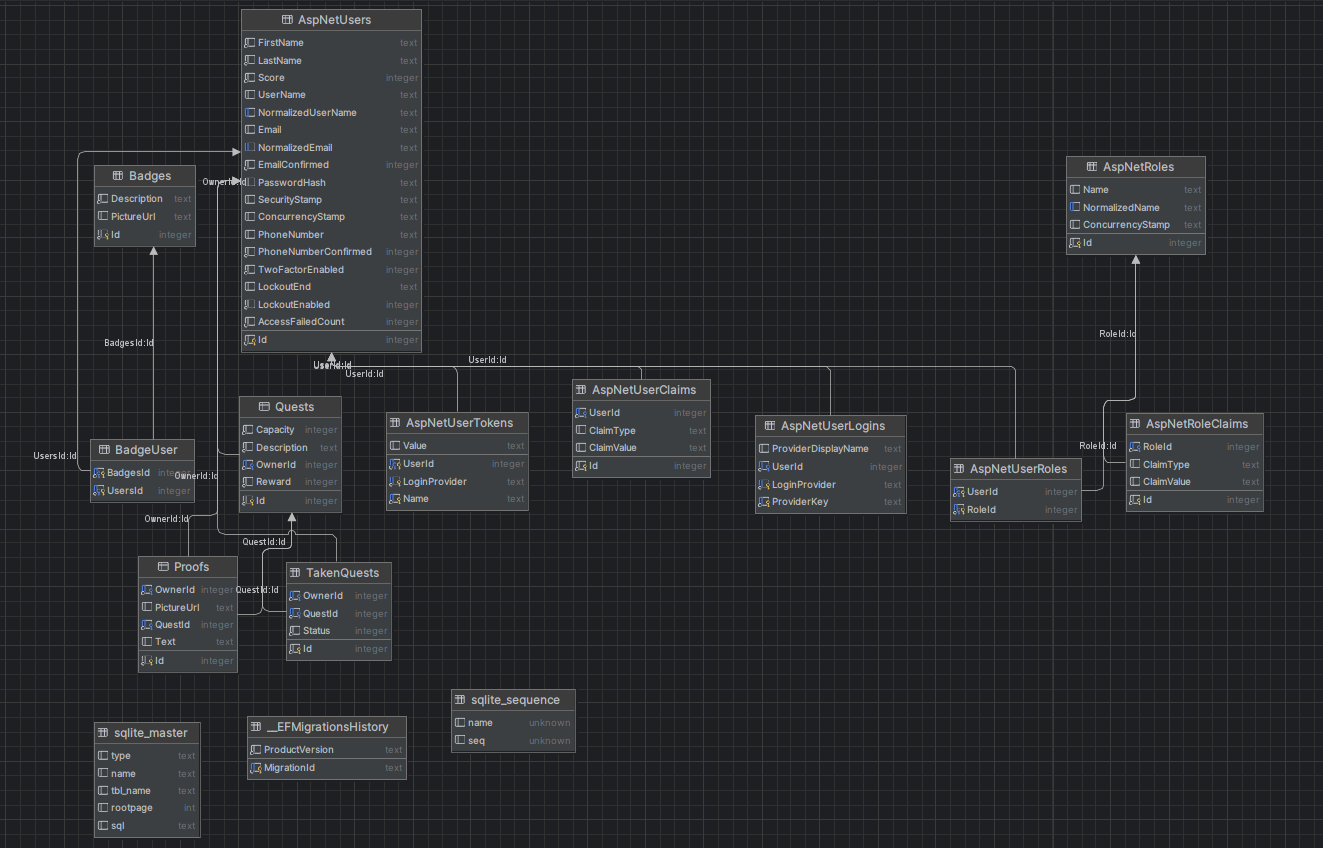 AspNetUsers
FirstName text
LastName text
Score integer
UserName text
NormalizedUserName text
Email text
NormalizedEmail text
EmailConfirmed integer
PasswordHash text
SecurityStamp text
ConcurrencyStamp text
PhoneNumber text
PhoneNumberConfirmed integer
TwoFactorEnabled integer
LockoutEnd text
LockoutEnabled integer
AccessFailedCount integer
Id integer
Badges
Description text
PictureUrl text
Id integer
OwnerId:Id
AspNetRoles
Name text
NormalizedName text
ConcurrencyStamp text
Id integer
BadgesId:Id
RoleId:Id
UserId:Id
UserId:Id
UserId:Id
Quests
Capacity integer
Description text
OwnerId integer
Reward integer
Id integer
AspNetUserTokens
Value text
UserId integer
LoginProvider text
Name text
AspNetUserClaims
UserId integer
ClaimType text
ClaimValue text
Id integer
AspNetUserLogins
ProviderDisplayName text
UserId integer
LoginProvider text
ProviderKey text
AspNetUserRoles
UserId integer
RoleId integer
RoleId:Id
AspNetRoleClaims
RoleId integer
ClaimType text
ClaimValue text
Id integer
UsersId:Id
BadgeUser
BadgesId integer
UsersId integer
OwnerId:Id
OwnerId:Id
QuestId:Id
Proofs
OwnerId integer
PictureUrl text
QuestId integer
Text text
Id integer
QuestId:Id
TakenQuests
OwnerId integer
QuestId integer
Status integer
Id integer
sqlite_master
type text
name text
tbl_name text
rootpage int
sql text
__EFMigrationsHistory
ProductVersion text
MigrationId text
sqlite_sequence
name unknown
seq unknown